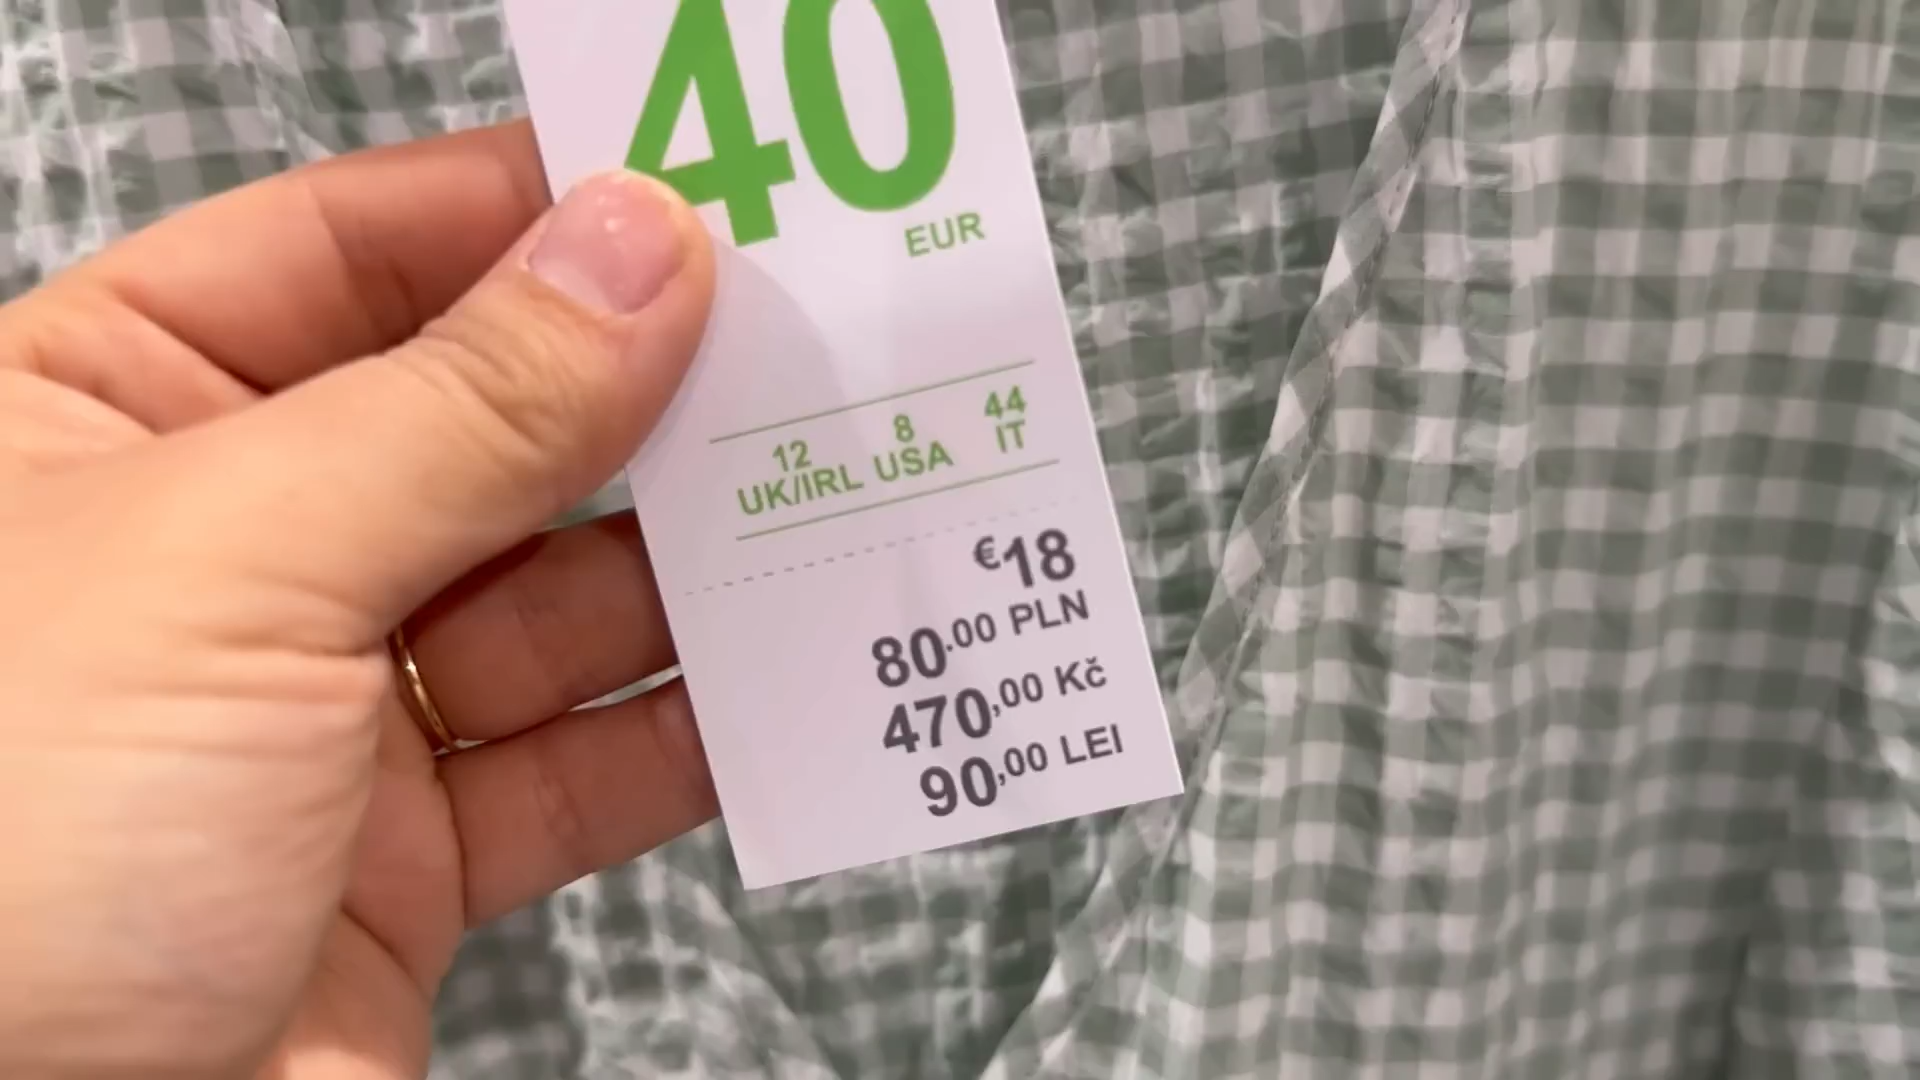 40
EUR
12 8 44
UK/IRL USA IT
€18
80.00 PLN
470,00 Kč
90,00 LEI